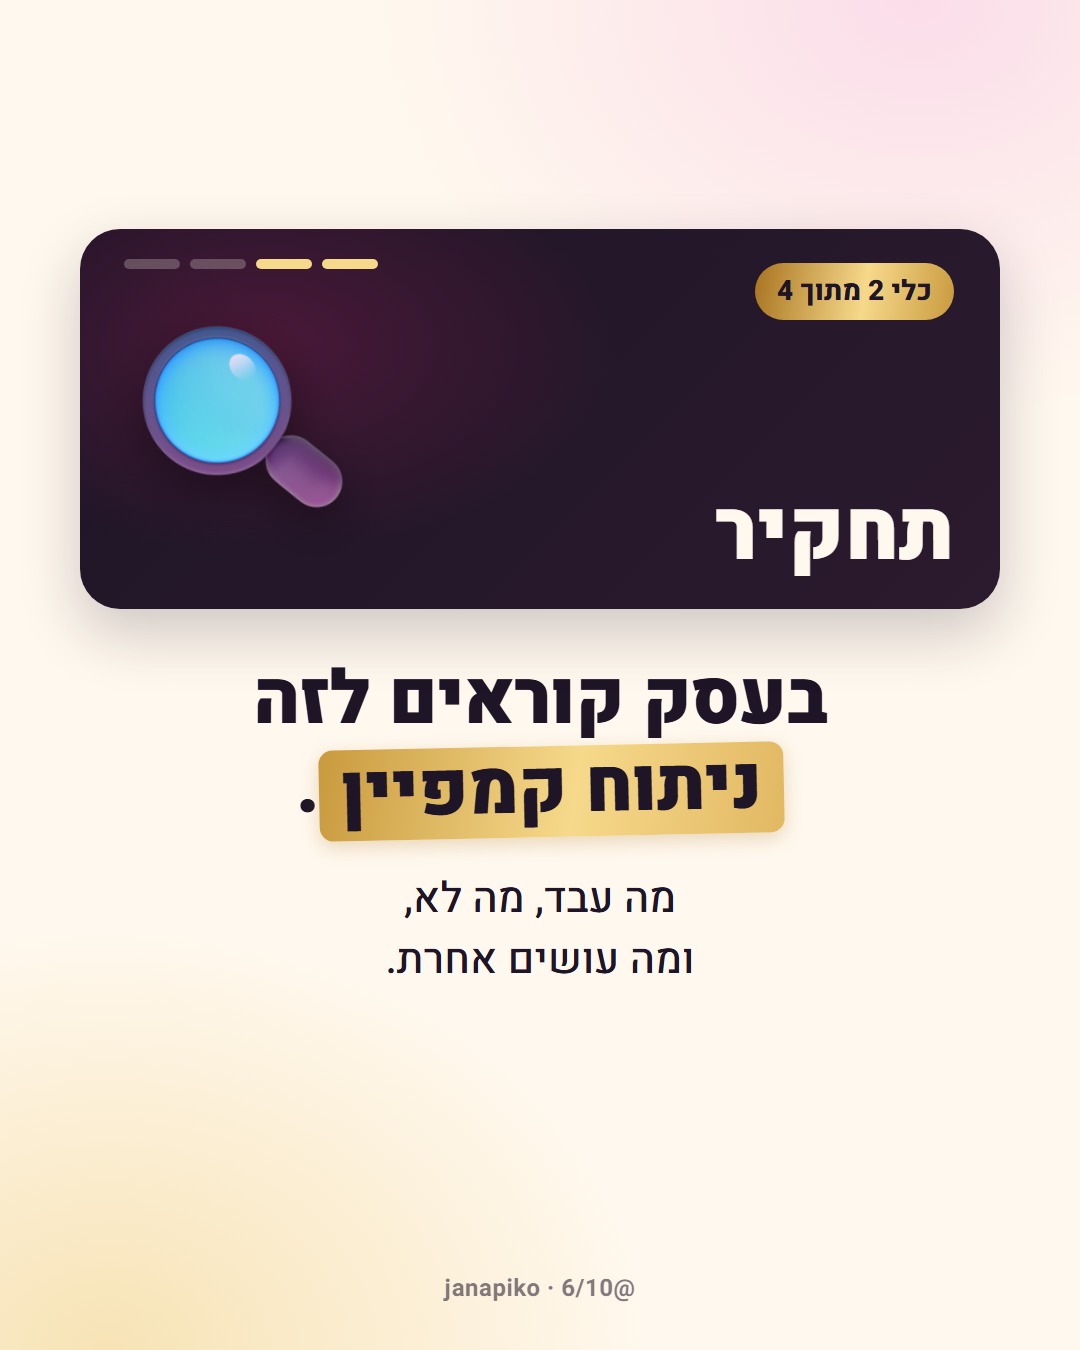 כלי 2 מתוך 4
תחקיר
בעסק קוראים לזה
ניתוח קמפיין.
מה עבד, מה לא,
ומה עושים אחרת.
janapiko · 6/10@